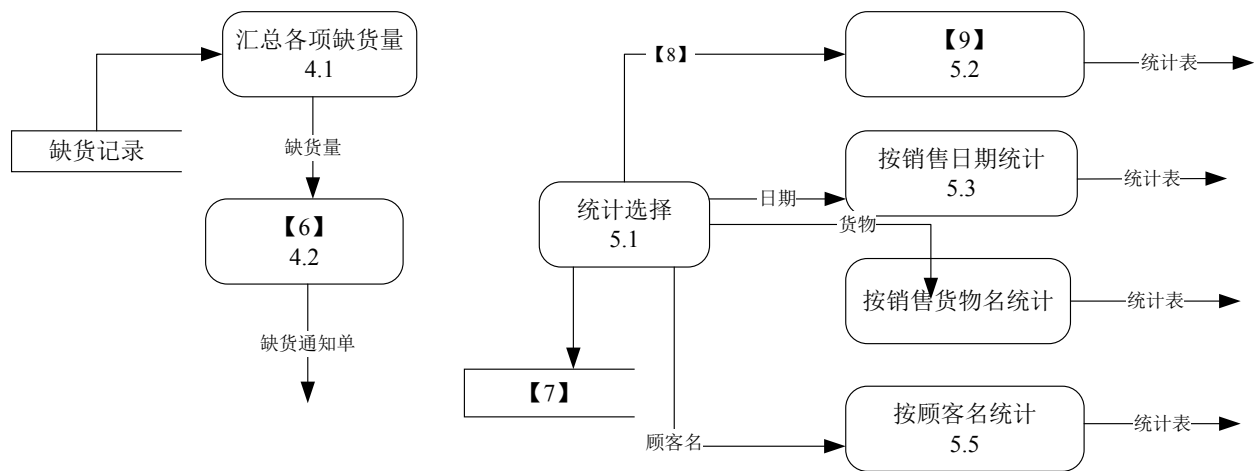 汇总各项缺货量
4.1
缺货记录
缺货量
【6】
4.2
缺货通知单
【8】
【9】
5.2
统计表
统计选择
5.1
日期
按销售日期统计
5.3
统计表
货物
按销售货物名统计
统计表
【7】
顾客名
按顾客名统计
5.5
统计表